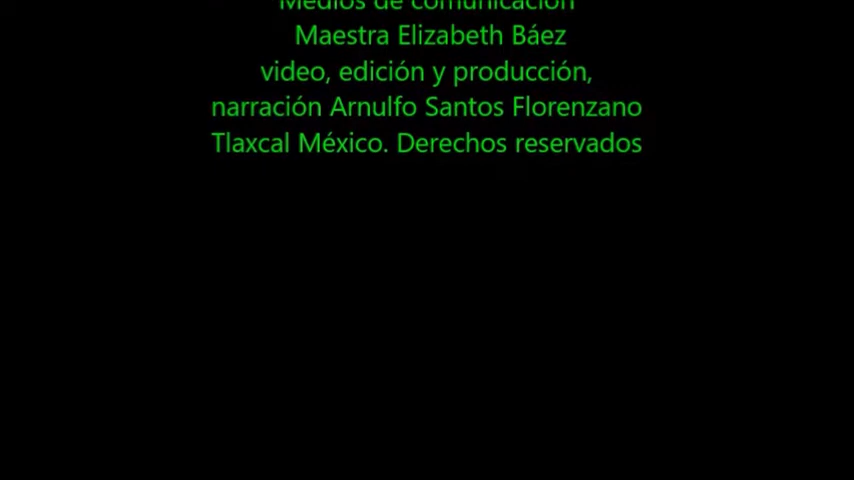 Medios de comunicación
Maestra Elizabeth Báez
video, edición y producción,
narración Arnulfo Santos Florenzano
Tlaxcal México. Derechos reservados